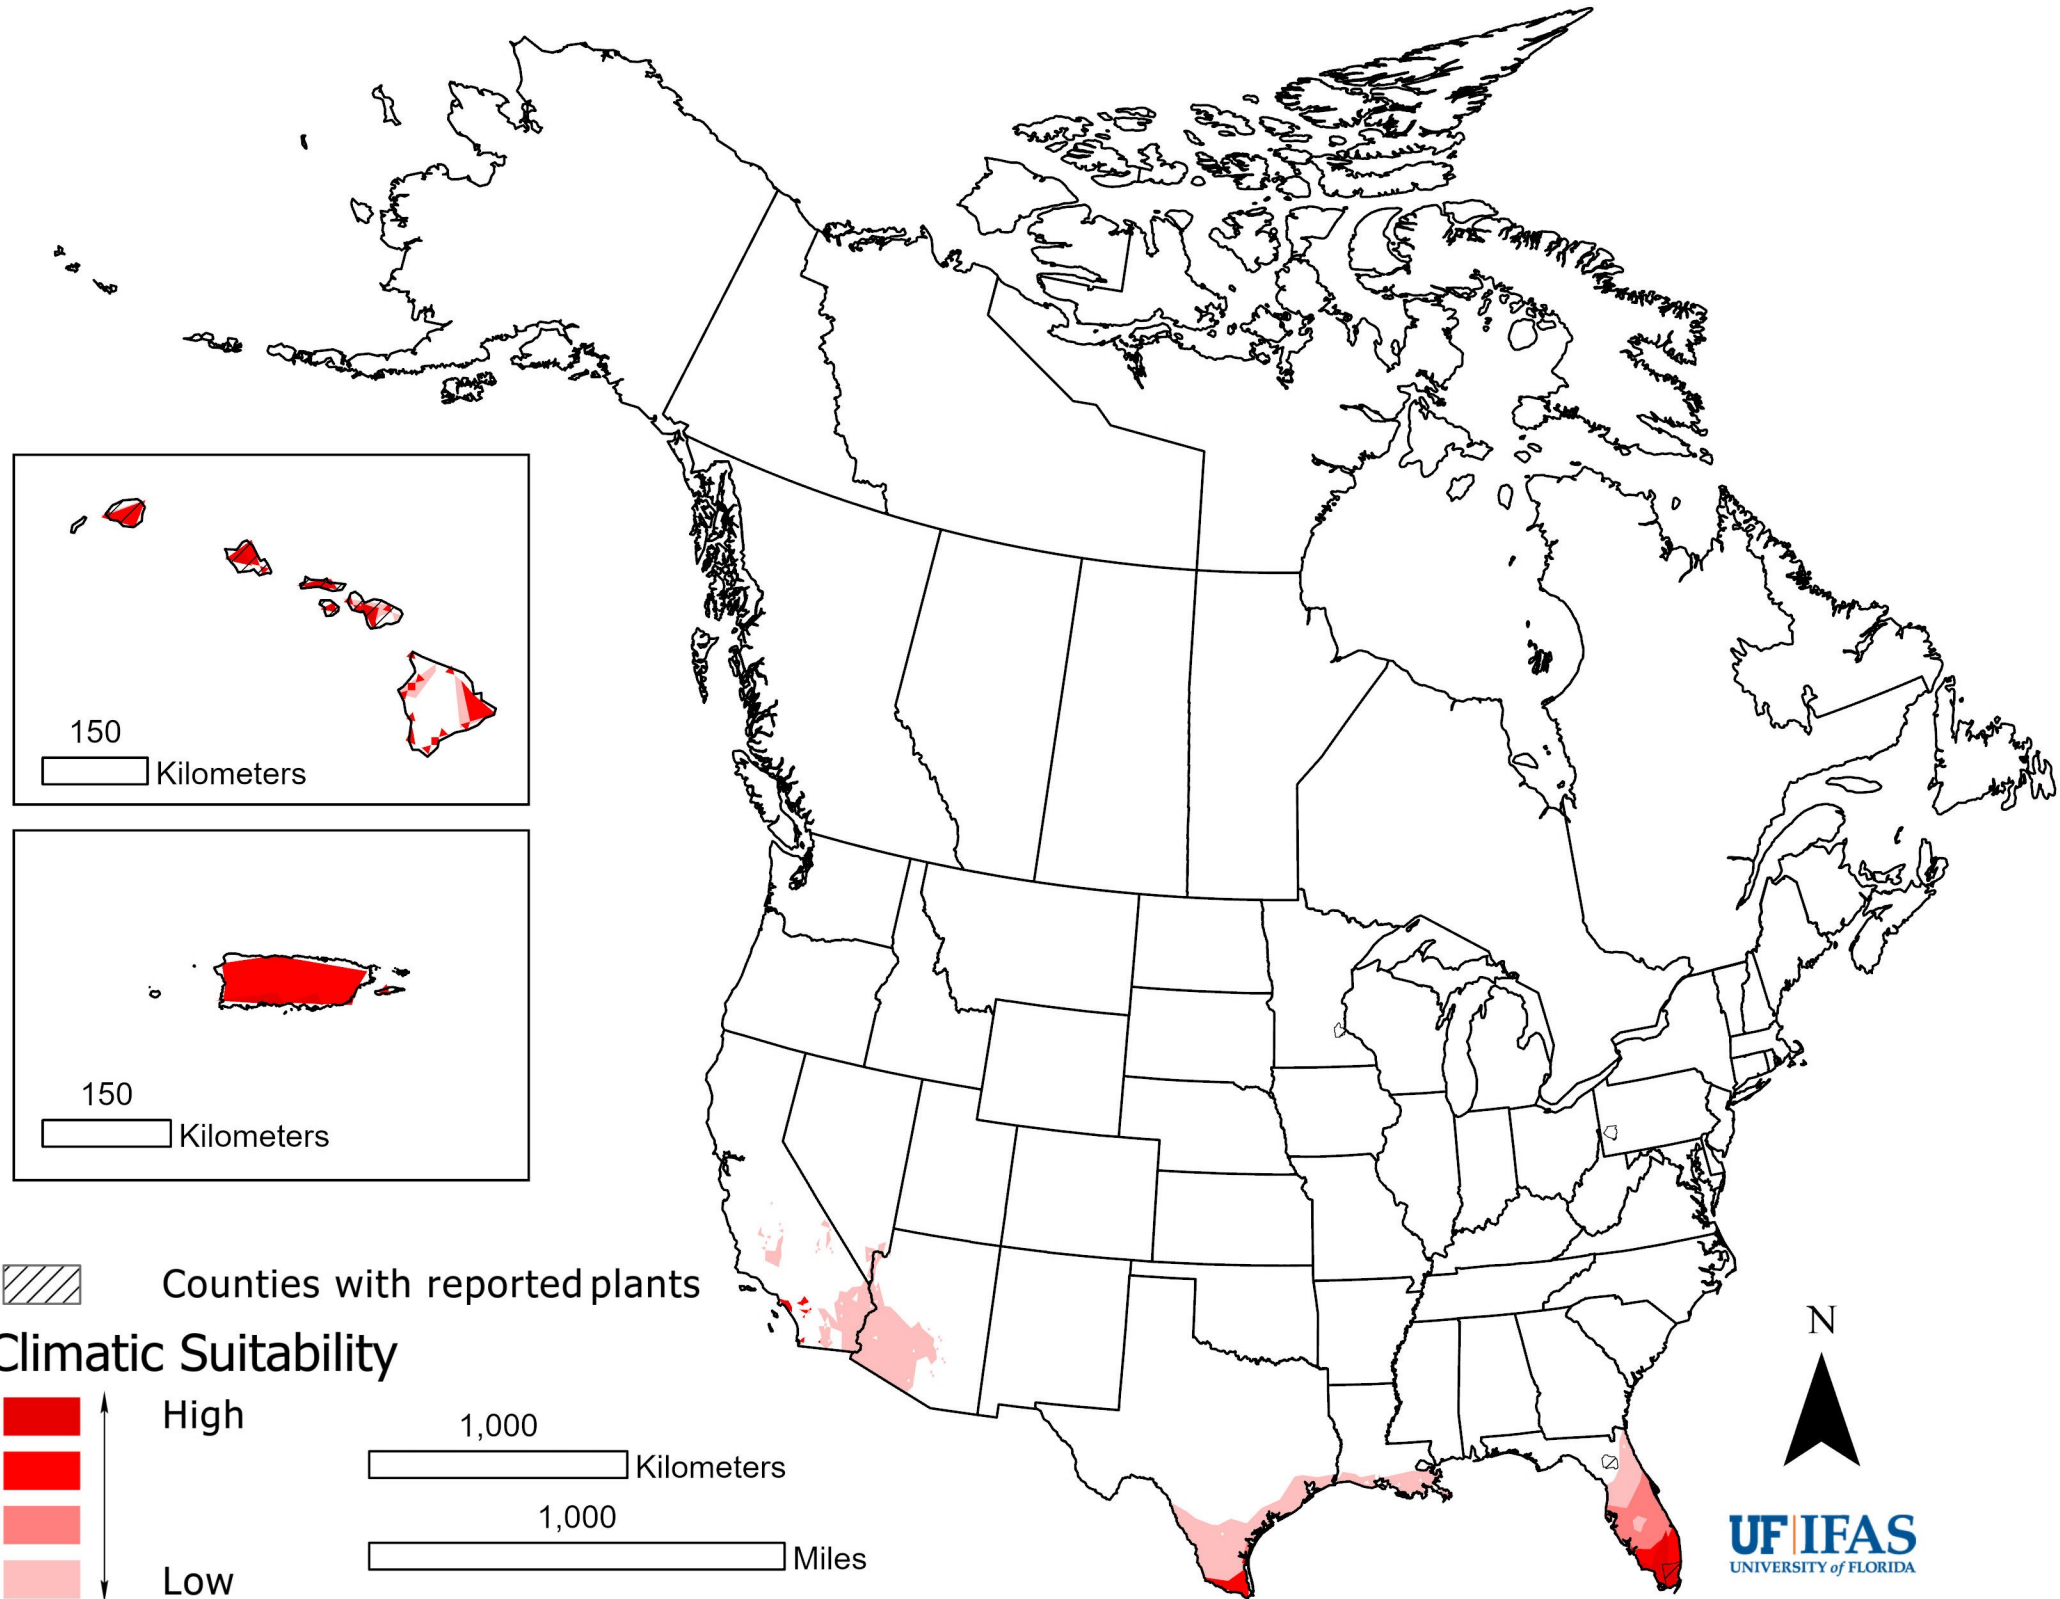 150
Kilometers
150
Kilometers
Counties with reported plants
Climatic Suitability
High
Low
1,000
Kilometers
1,000
Miles
N
UF|IFAS
UNIVERSITY of FLORIDA